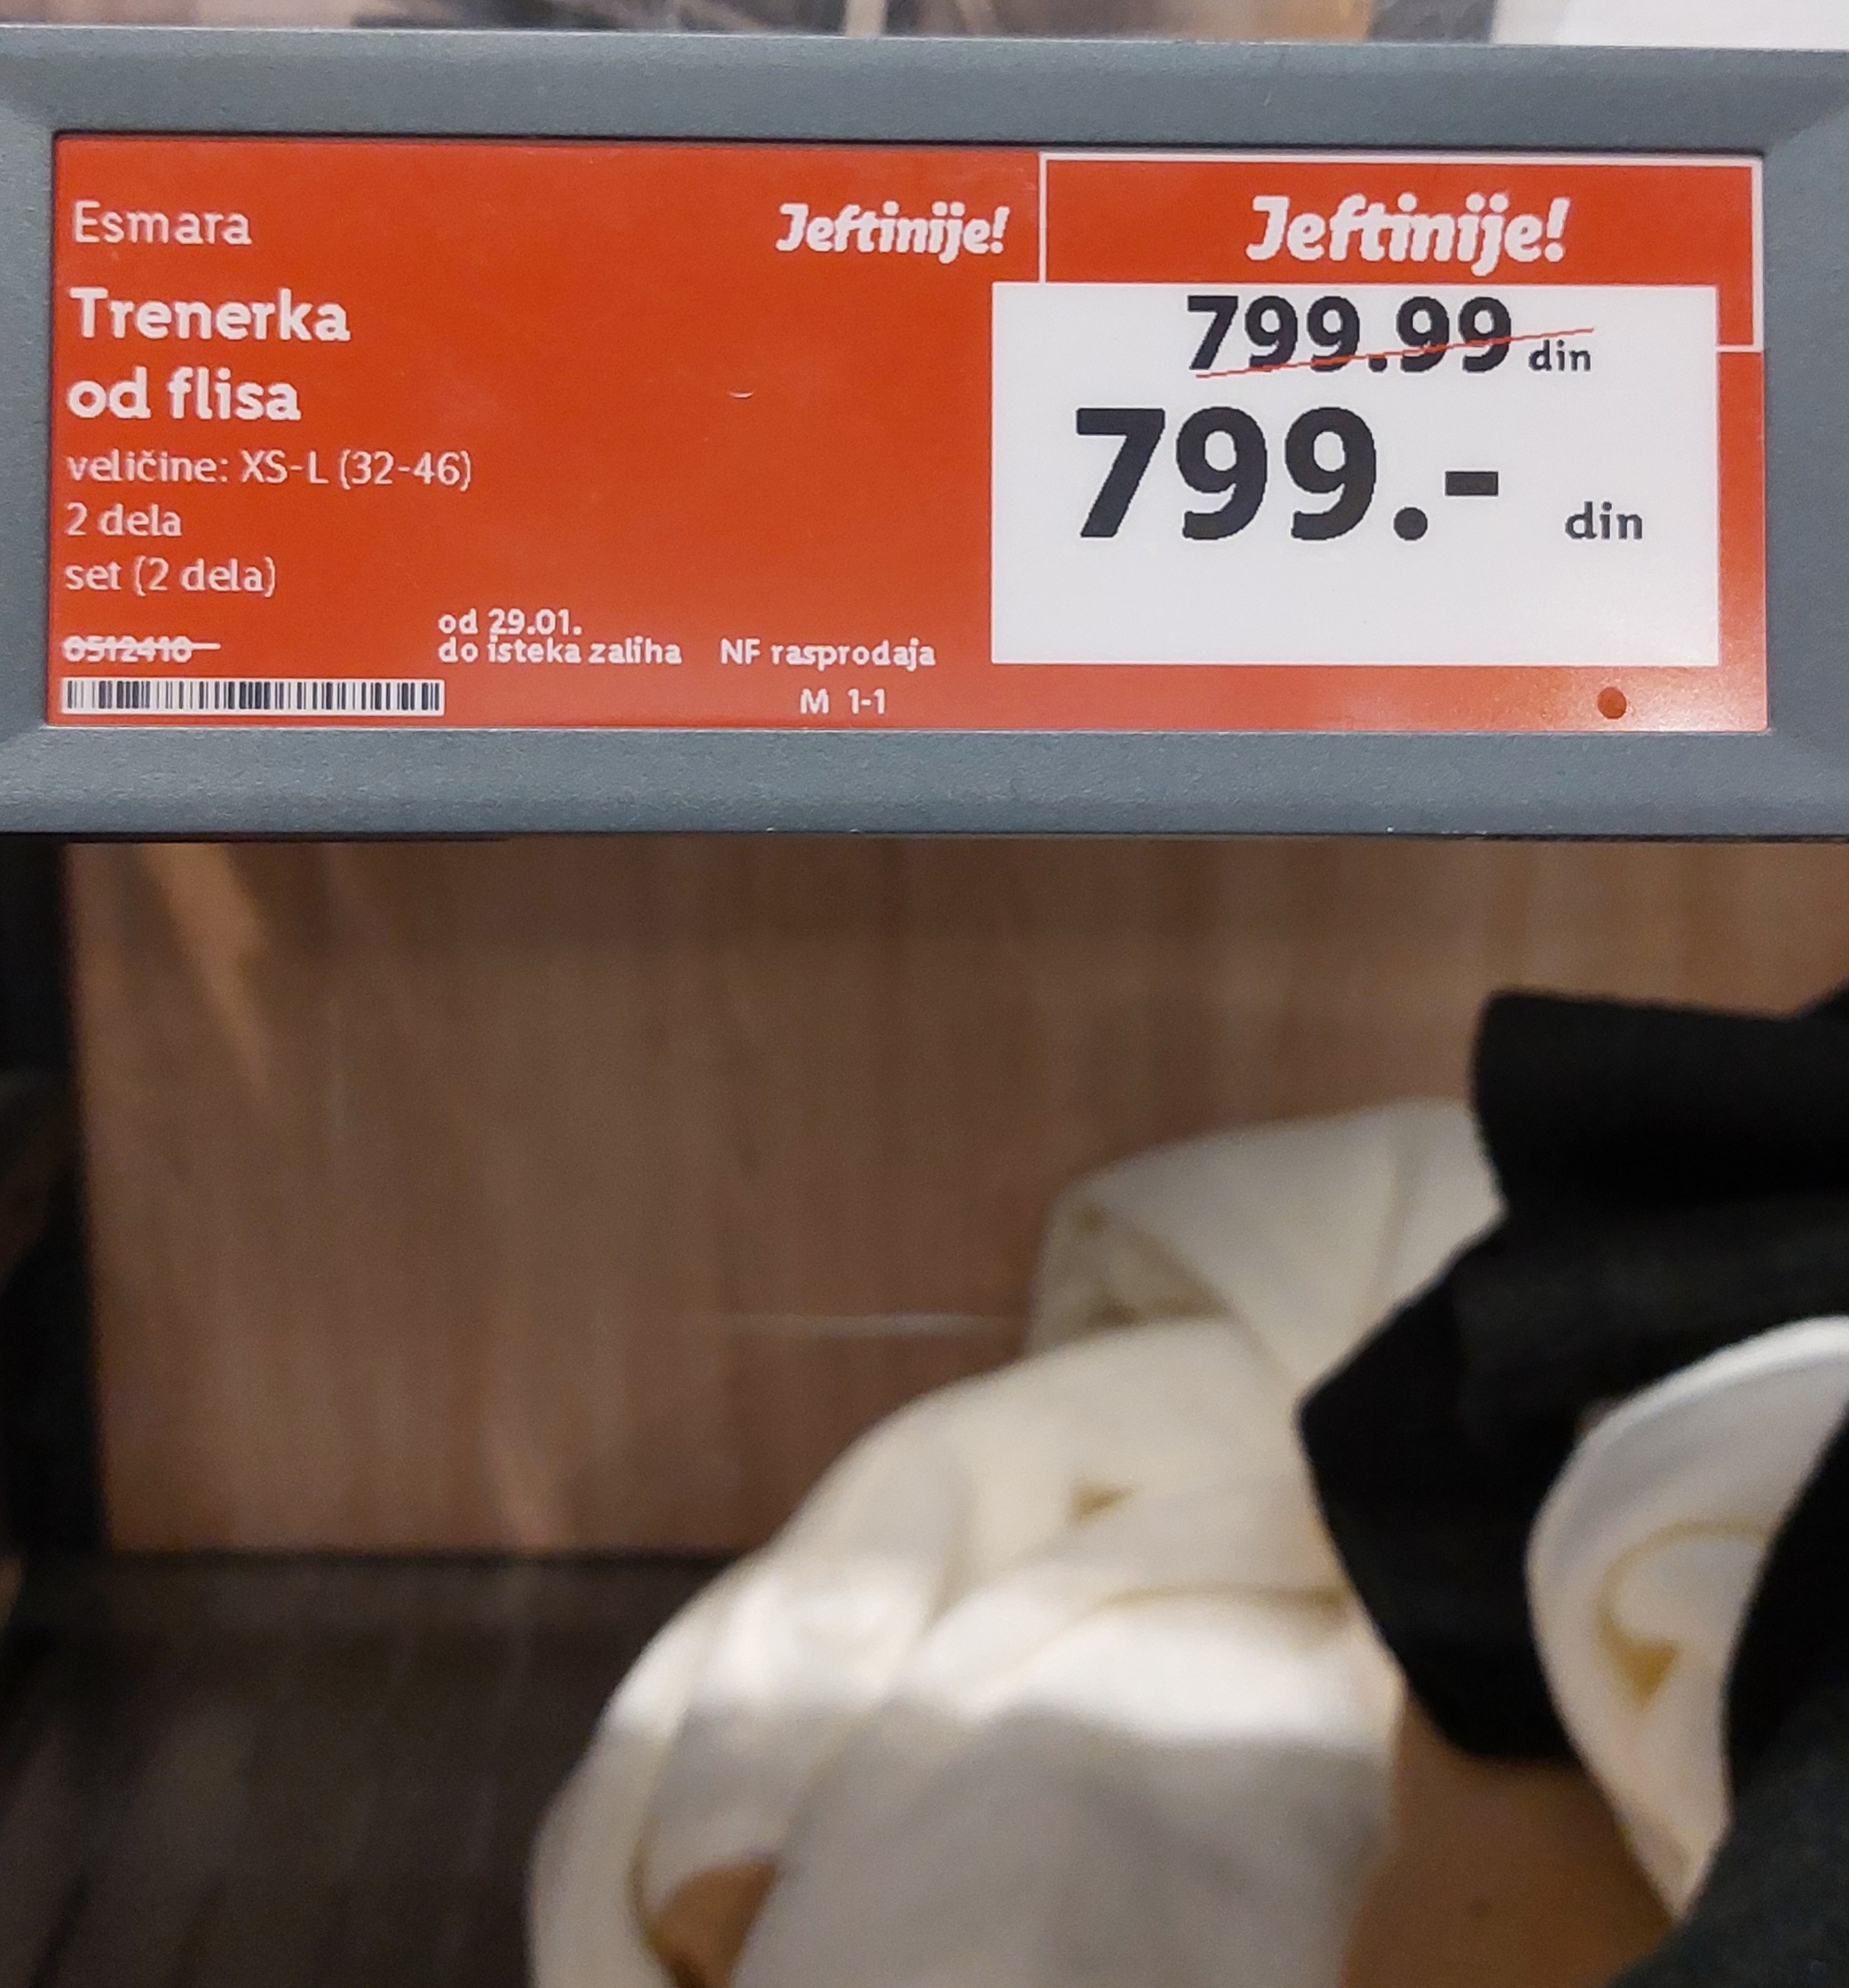 Esmara
Jeftinije!
Trenerka
od flisa
veličine: XS-L (32-46)
2 dela
set (2 dela)
0512410
od 29.01.
do isteka zaliha
NF rasprodaja
M 1-1
Jeftinije!
799.99 din
799.- din